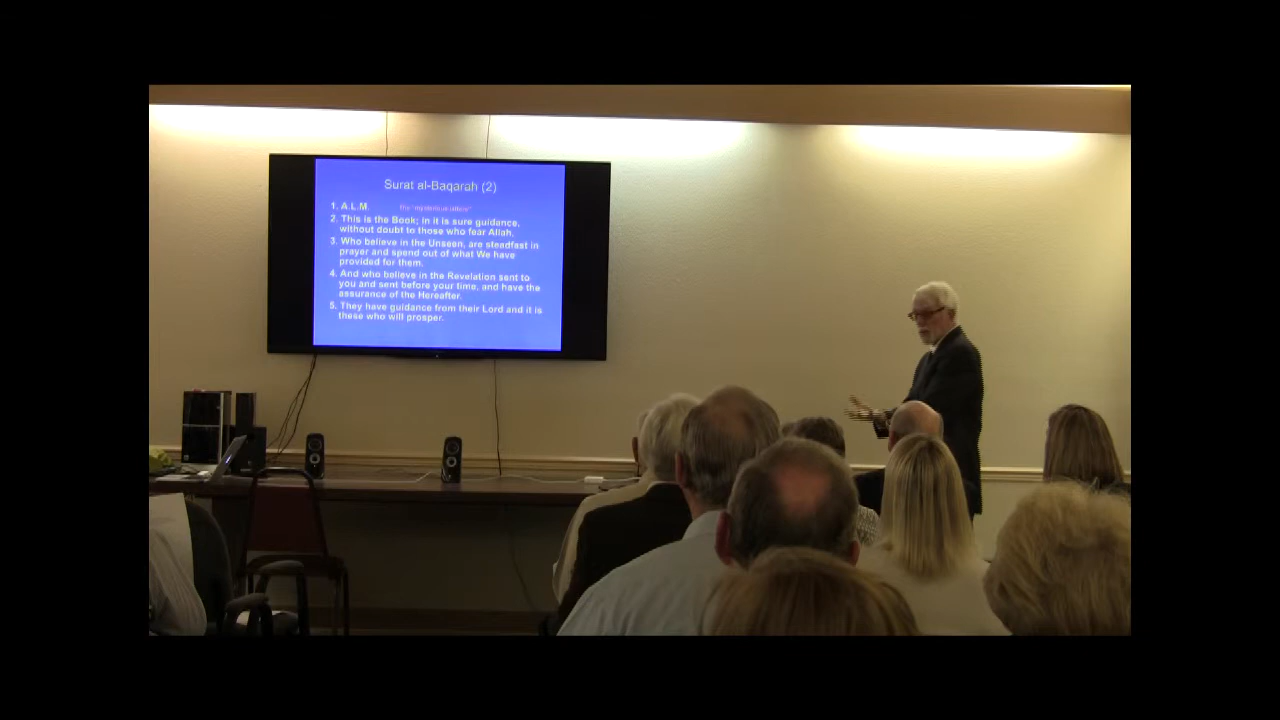 Surat al-Baqarah (2)
1. A.L.M. The "mysterious letters"
2. This is the Book; in it is sure guidance,
without doubt to those who fear Allah.
3. Who believe in the Unseen, are steadfast in
prayer and spend out of what We have
provided for them.
4. And who believe in the Revelation sent to
you and sent before your time, and have the
assurance of the Hereafter.
5. They have guidance from their Lord and it is
these who will prosper.